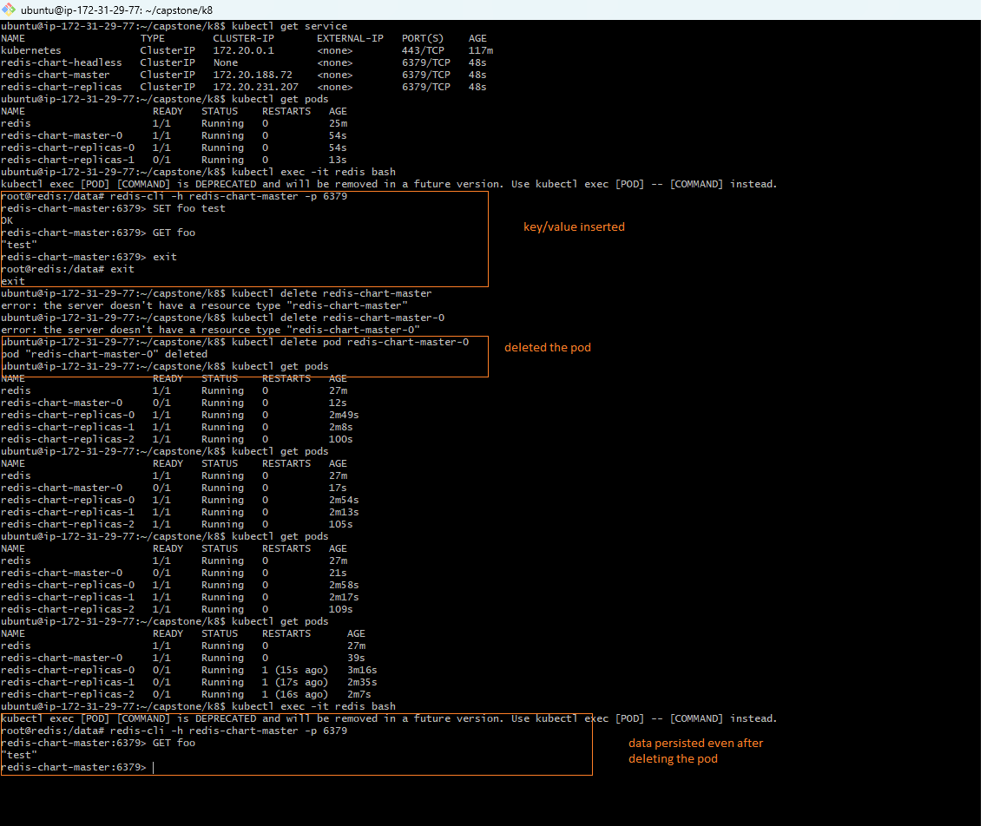 ubuntu@ip-172-31-29-77: ~/capstone/k8
ubuntu@ip-172-31-29-77:~/capstone/k8$ kubectl get service
NAME                   TYPE        CLUSTER-IP       EXTERNAL-IP   PORT(S)    AGE
kubernetes             ClusterIP   172.20.0.1       <none>        443/TCP    117m
redis-chart-headless   ClusterIP   None             <none>        6379/TCP   48s
redis-chart-master     ClusterIP   172.20.188.72    <none>        6379/TCP   48s
redis-chart-replicas   ClusterIP   172.20.231.207   <none>        6379/TCP   48s
ubuntu@ip-172-31-29-77:~/capstone/k8$ kubectl get pods
NAME                     READY   STATUS    RESTARTS   AGE
redis                    1/1     Running   0          25m
redis-chart-master-0     1/1     Running   0          54s
redis-chart-replicas-0   1/1     Running   0          54s
redis-chart-replicas-1   0/1     Running   0          13s
ubuntu@ip-172-31-29-77:~/capstone/k8$ kubectl exec -it redis bash
kubectl exec [POD] [COMMAND] is DEPRECATED and will be removed in a future version. Use kubectl exec [POD] -- [COMMAND] instead.
root@redis:/data# redis-cli -h redis-chart-master -p 6379
redis-chart-master:6379> SET foo test
OK
key/value inserted
redis-chart-master:6379> GET foo
"test"
redis-chart-master:6379> exit
root@redis:/data# exit
exit
ubuntu@ip-172-31-29-77:~/capstone/k8$ kubectl delete redis-chart-master
error: the server doesn't have a resource type "redis-chart-master"
ubuntu@ip-172-31-29-77:~/capstone/k8$ kubectl delete redis-chart-master-0
error: the server doesn't have a resource type "redis-chart-master-0"
ubuntu@ip-172-31-29-77:~/capstone/k8$ kubectl delete pod redis-chart-master-0
deleted the pod
pod "redis-chart-master-0" deleted
ubuntu@ip-172-31-29-77:~/capstone/k8$ kubectl get pods
NAME                     READY   STATUS    RESTARTS   AGE
redis                    1/1     Running   0          27m
redis-chart-master-0     0/1     Running   0          12s
redis-chart-replicas-0   1/1     Running   0          2m49s
redis-chart-replicas-1   1/1     Running   0          2m8s
redis-chart-replicas-2   1/1     Running   0          100s
ubuntu@ip-172-31-29-77:~/capstone/k8$ kubectl get pods
NAME                     READY   STATUS    RESTARTS   AGE
redis                    1/1     Running   0          27m
redis-chart-master-0     0/1     Running   0          17s
redis-chart-replicas-0   1/1     Running   0          2m54s
redis-chart-replicas-1   1/1     Running   0          2m13s
redis-chart-replicas-2   1/1     Running   0          105s
ubuntu@ip-172-31-29-77:~/capstone/k8$ kubectl get pods
NAME                     READY   STATUS    RESTARTS   AGE
redis                    1/1     Running   0          27m
redis-chart-master-0     0/1     Running   0          21s
redis-chart-replicas-0   1/1     Running   0          2m58s
redis-chart-replicas-1   1/1     Running   0          2m17s
redis-chart-replicas-2   1/1     Running   0          109s
ubuntu@ip-172-31-29-77:~/capstone/k8$ kubectl get pods
NAME                     READY   STATUS    RESTARTS      AGE
redis                    1/1     Running   0             27m
redis-chart-master-0     1/1     Running   0             39s
redis-chart-replicas-0   0/1     Running   1 (15s ago)   3m16s
redis-chart-replicas-1   0/1     Running   1 (17s ago)   2m35s
redis-chart-replicas-2   0/1     Running   1 (16s ago)   2m7s
ubuntu@ip-172-31-29-77:~/capstone/k8$ kubectl exec -it redis bash
kubectl exec [POD] [COMMAND] is DEPRECATED and will be removed in a future version. Use kubectl exec [POD] -- [COMMAND] instead.
root@redis:/data# redis-cli -h redis-chart-master -p 6379
redis-chart-master:6379> GET foo
"test"
redis-chart-master:6379>
data persisted even after
deleting the pod